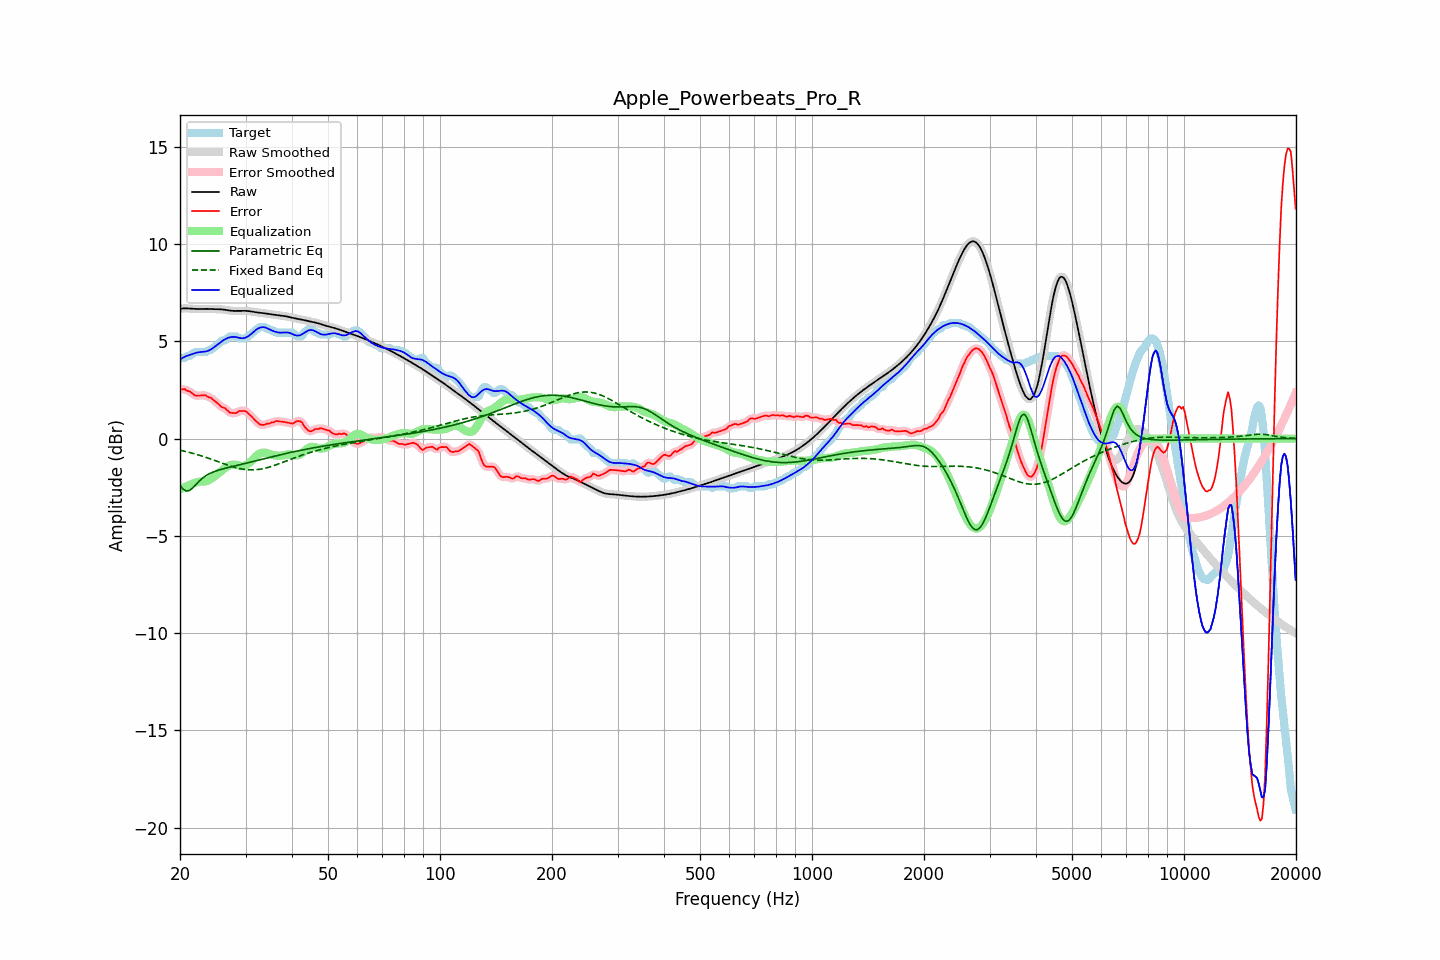 Apple_Powerbeats_Pro_R
Target
Raw Smoothed
Error Smoothed
Raw
Error
Equalization
Parametric Eq
Fixed Band Eq
Equalized
15
10
5
0
−5
−10
−15
−20
Amplitude (dBr)
20
50
100
200
500
1000
2000
5000
10000
20000
Frequency (Hz)